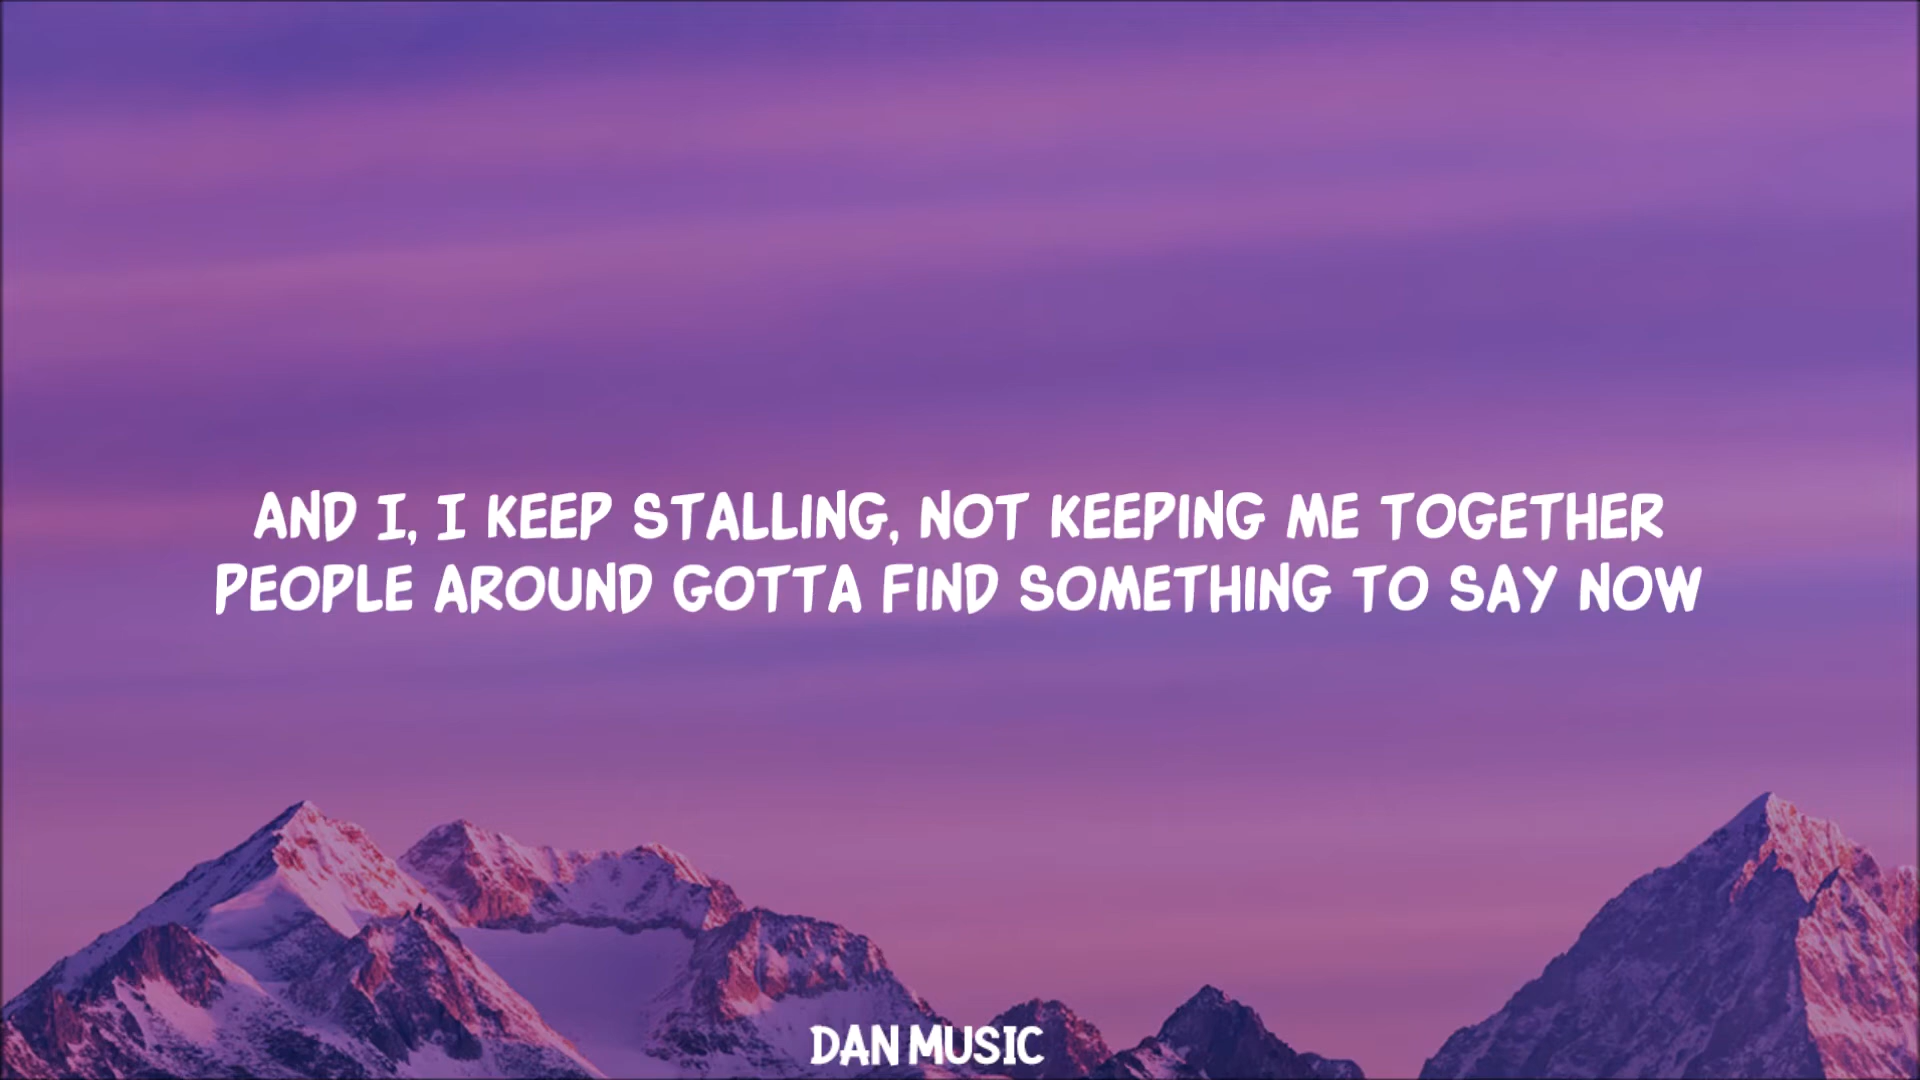 AND I, I KEEP STALLING, NOT KEEPING ME TOGETHER
PEOPLE AROUND GOTTA FIND SOMETHING TO SAY NOW
DAN MUSIC